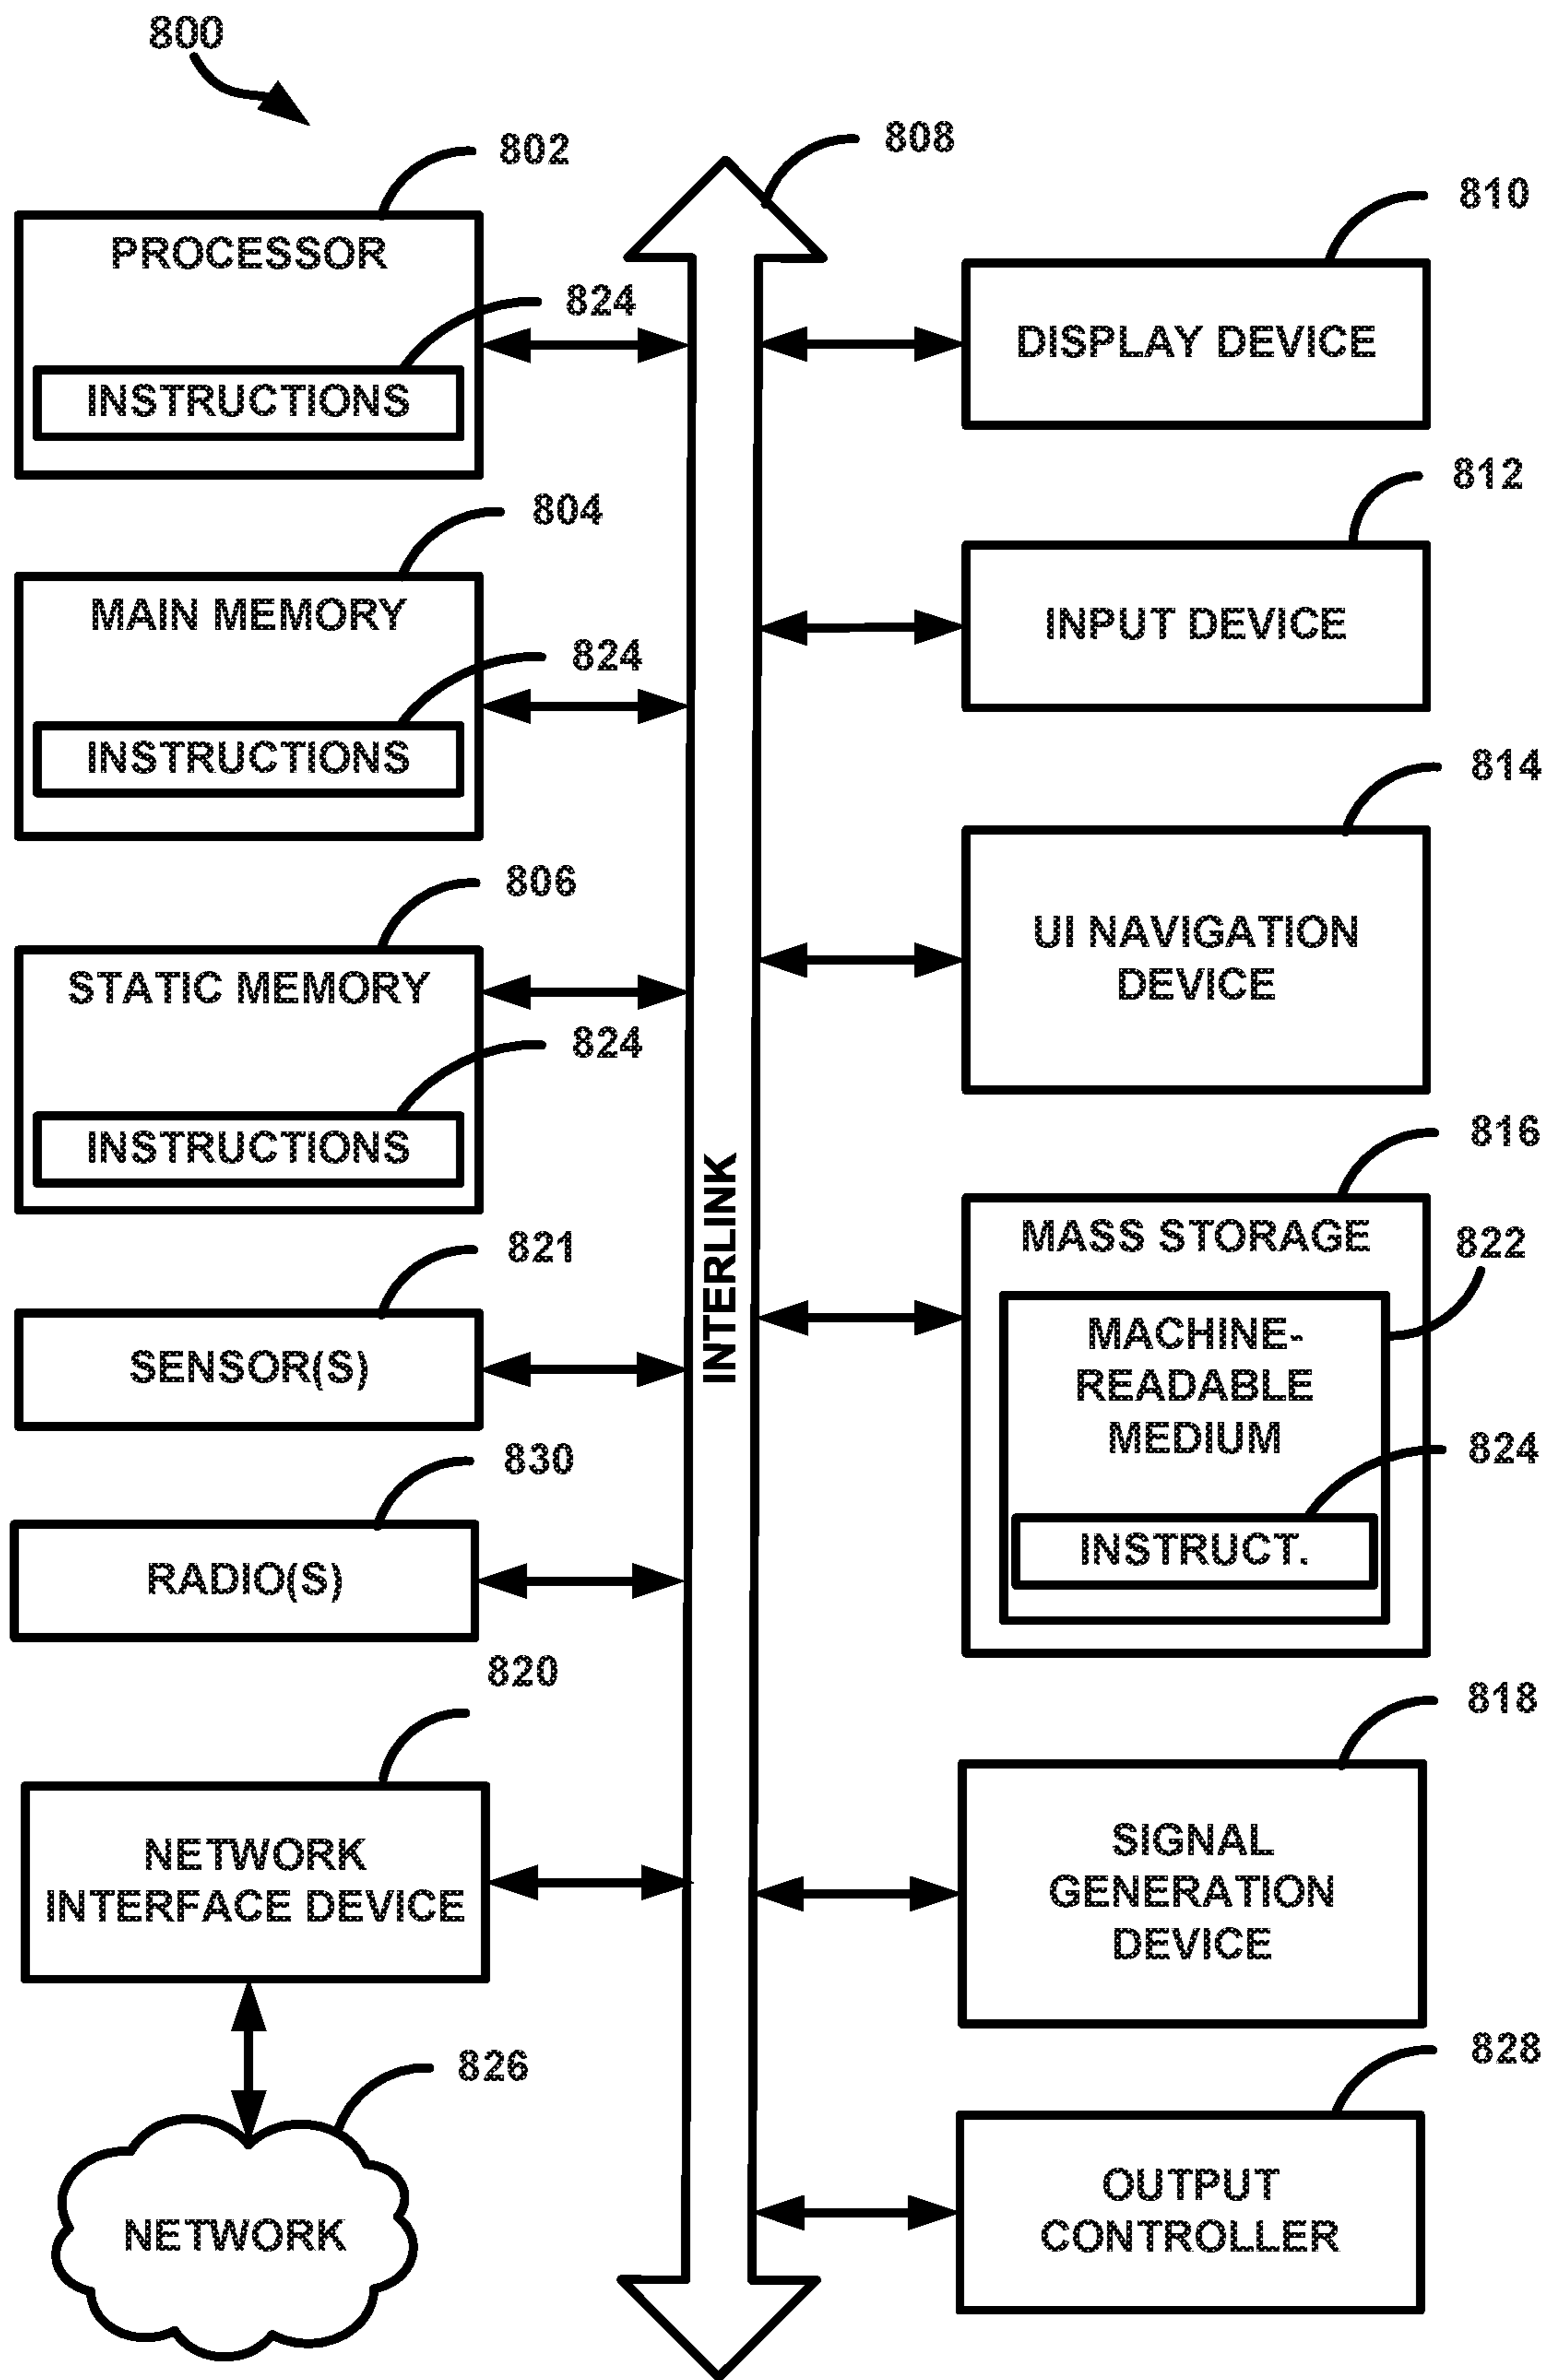 800
802
PROCESSOR
824
INSTRUCTIONS
804
MAIN MEMORY
824
INSTRUCTIONS
806
STATIC MEMORY
824
INSTRUCTIONS
821
SENSOR(S)
830
RADIO(S)
820
NETWORK
INTERFACE DEVICE
826
NETWORK
808
INTERLINK
810
DISPLAY DEVICE
812
INPUT DEVICE
814
UI NAVIGATION
DEVICE
816
MASS STORAGE
822
MACHINE-
READABLE
MEDIUM
824
INSTRUCT.
818
SIGNAL
GENERATION
DEVICE
828
OUTPUT
CONTROLLER